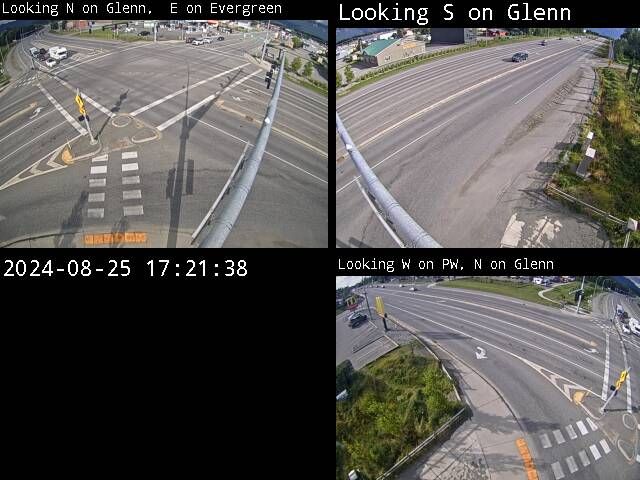 Looking N on Glenn,  E on Evergreen
Looking S on Glenn
2024-08-25 17:21:38
Looking W on PW, N on Glenn